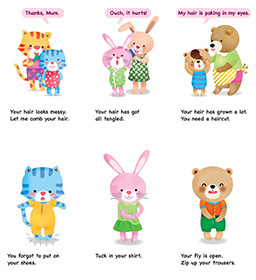 Thanks, Mum.
Ouch, it hurts!
My hair is poking in my eyes.
Your hair looks messy.
Let me comb your hair.
Your hair has got
all tangled.
Your hair has grown a lot.
You need a haircut.
You forgot to put on
your shoes.
Tuck in your shirt.
Your fly is open.
Zip up your trousers.